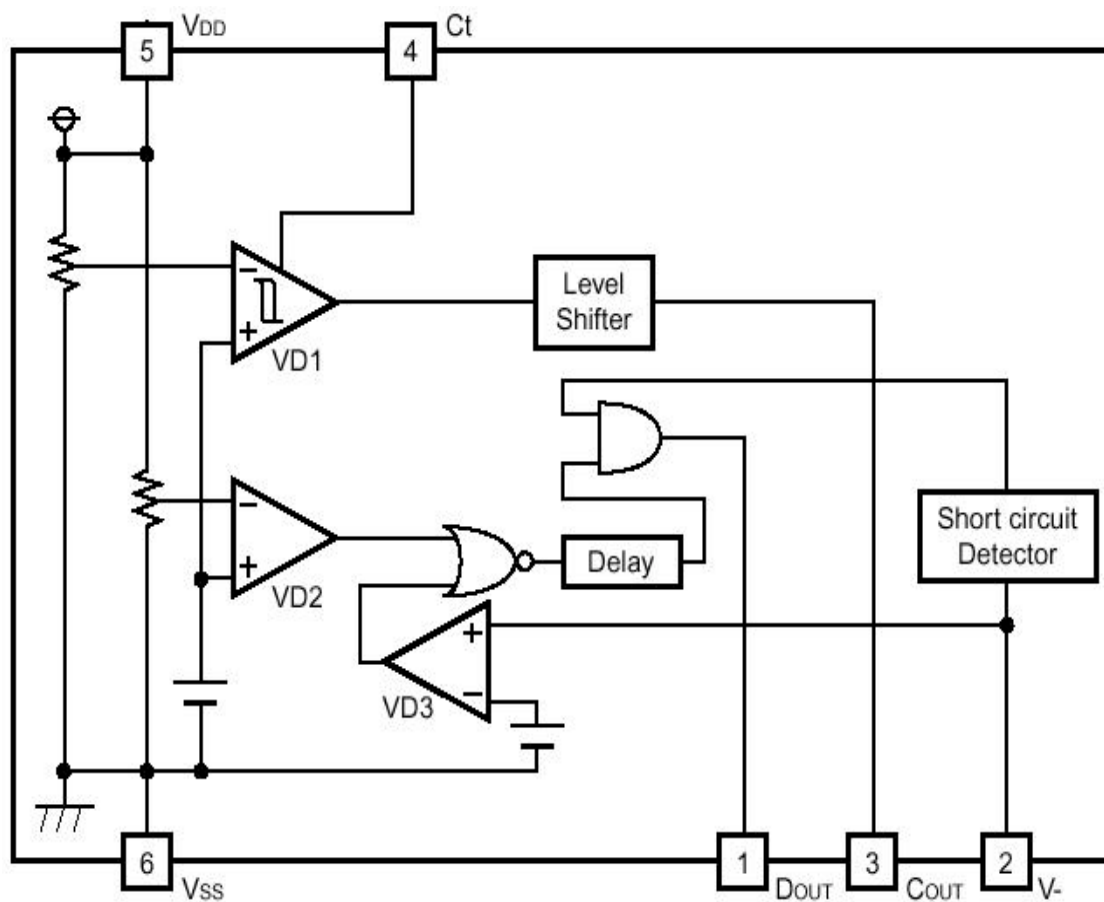 VDD
5
Ct
4
−
+
VD1
Level
Shifter
−
+
VD2
Delay
Short circuit
Detector
+
−
VD3
6
VSS
1
DOUT
3
COUT
2
V-